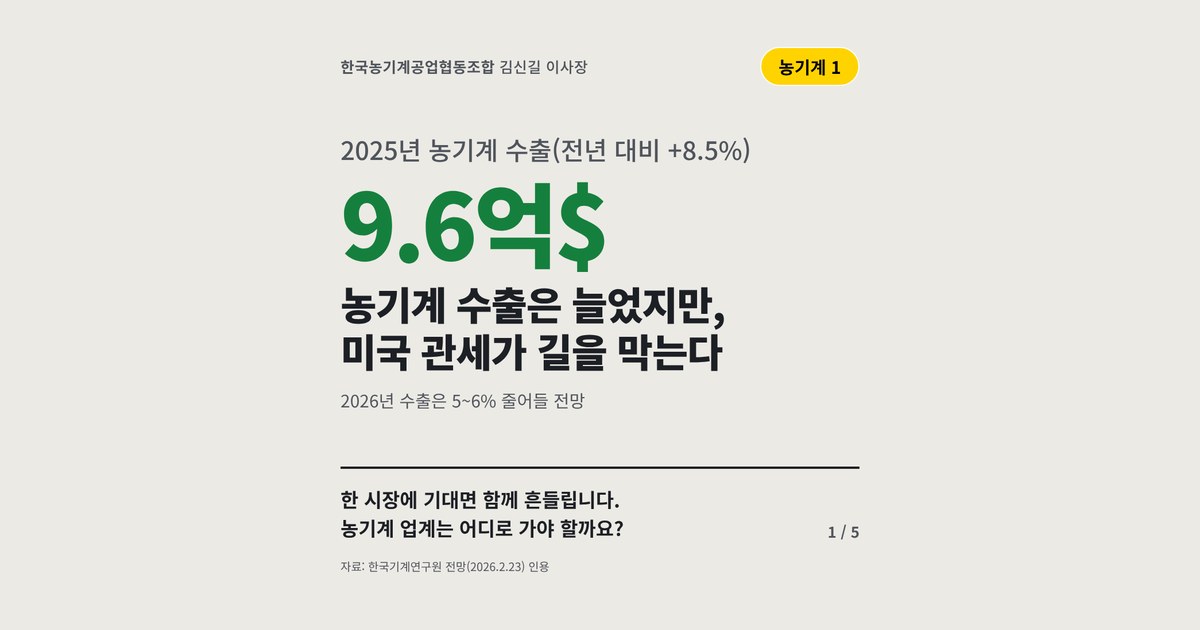 한국농기계공업협동조합 김신길 이사장
농기계 1
2025년 농기계 수출(전년 대비 +8.5%)
9.6억$
농기계 수출은 늘었지만,
미국 관세가 길을 막는다
2026년 수출은 5~6% 줄어들 전망
한 시장에 기대면 함께 흔들립니다.
농기계 업계는 어디로 가야 할까요?
1 / 5
자료: 한국기계연구원 전망(2026.2.23) 인용